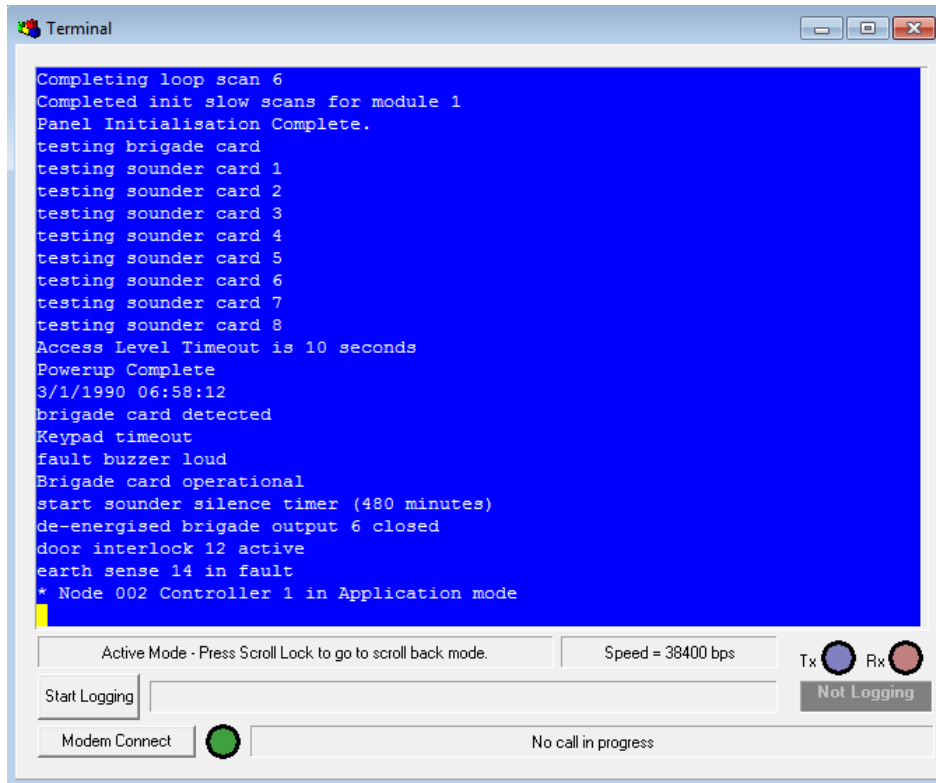 Terminal
Completing loop scan 6
Completed init slow scans for module 1
Panel Initialisation Complete.
testing brigade card
testing sounder card 1
testing sounder card 2
testing sounder card 3
testing sounder card 4
testing sounder card 5
testing sounder card 6
testing sounder card 7
testing sounder card 8
Access Level Timeout is 10 seconds
Powerup Complete
3/1/1990 06:58:12
brigade card detected
Keypad timeout
fault buzzer loud
Brigade card operational
start sounder silence timer (480 minutes)
de-energised brigade output 6 closed
door interlock 12 active
earth sense 14 in fault
* Node 002 Controller 1 in Application mode
Active Mode - Press Scroll Lock to go to scroll back mode. Speed = 38400 bps Tx Rx
Start Logging Not Logging
Modem Connect No call in progress